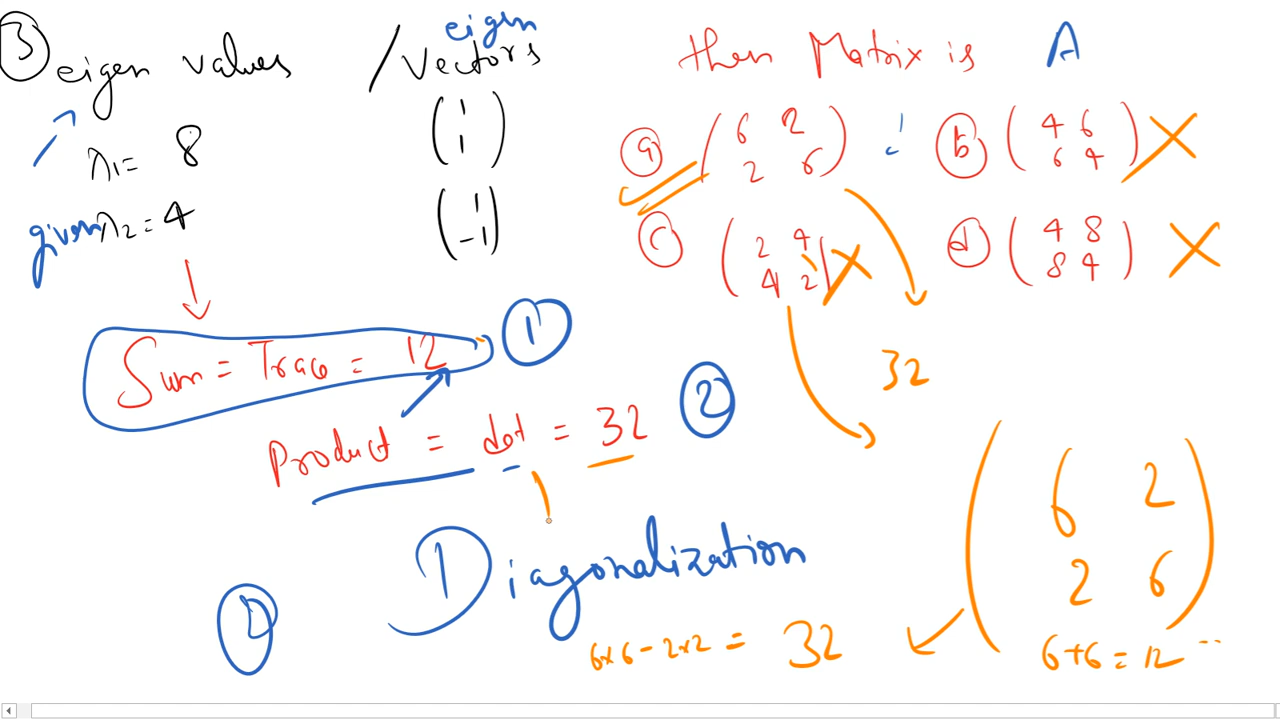 ③ eigen values / eigen Vectors then Matrix is A
λ1 = 8 (1 1)
given λ2 = 4 (1 -1)
ⓐ (6 2 2 6) ⓑ (4 6 6 4)
ⓒ (2 4 4 2) ⓓ (4 8 8 4)
Sum = Trace = 12 ①
32
Product = det = 32 ②
Diagonalization
6 2
2 6
6×6 - 2×2 = 32
6+6 = 12